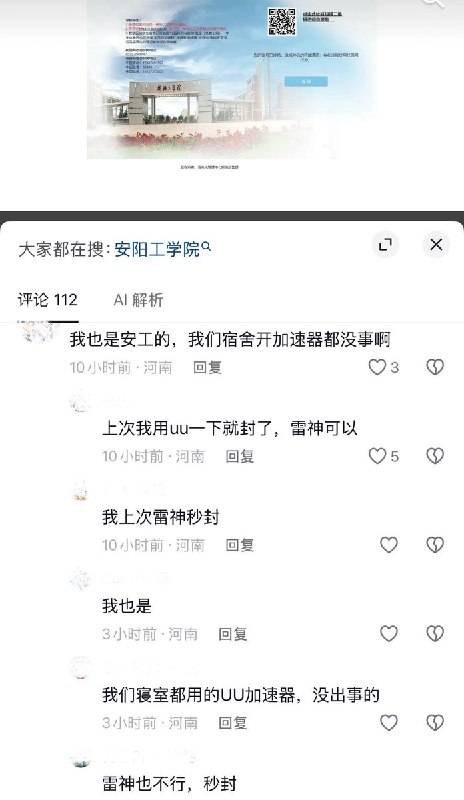 大家都在搜：安阳工学院
评论 112 AI 解析
我也是安工的，我们宿舍开加速器都没事啊
10小时前 · 河南 回复 3
上次我用uu一下就封了，雷神可以
10小时前 · 河南 回复 5
我上次雷神秒封
10小时前 · 河南 回复
我也是
3小时前 · 河南 回复
我们寝室都用的UU加速器，没出事的
3小时前 · 河南 回复
雷神也不行，秒封